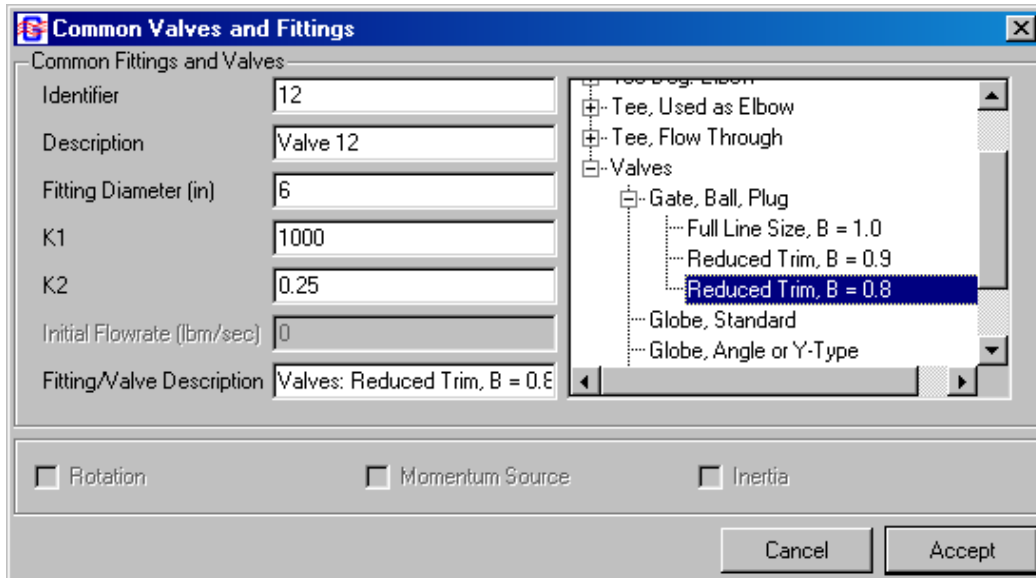 Common Valves and Fittings
Common Fittings and Valves
Identifier
12
Description
Valve 12
Fitting Diameter (in)
6
K1
1000
K2
0.25
Initial Flowrate (lbm/sec)
0
Fitting/Valve Description
Valves: Reduced Trim, B = 0.8
Tee, Used as Elbow
Tee, Flow Through
Valves
Gate, Ball, Plug
Full Line Size, B = 1.0
Reduced Trim, B = 0.9
Reduced Trim, B = 0.8
Globe, Standard
Globe, Angle or Y-Type
Rotation
Momentum Source
Inertia
Cancel
Accept